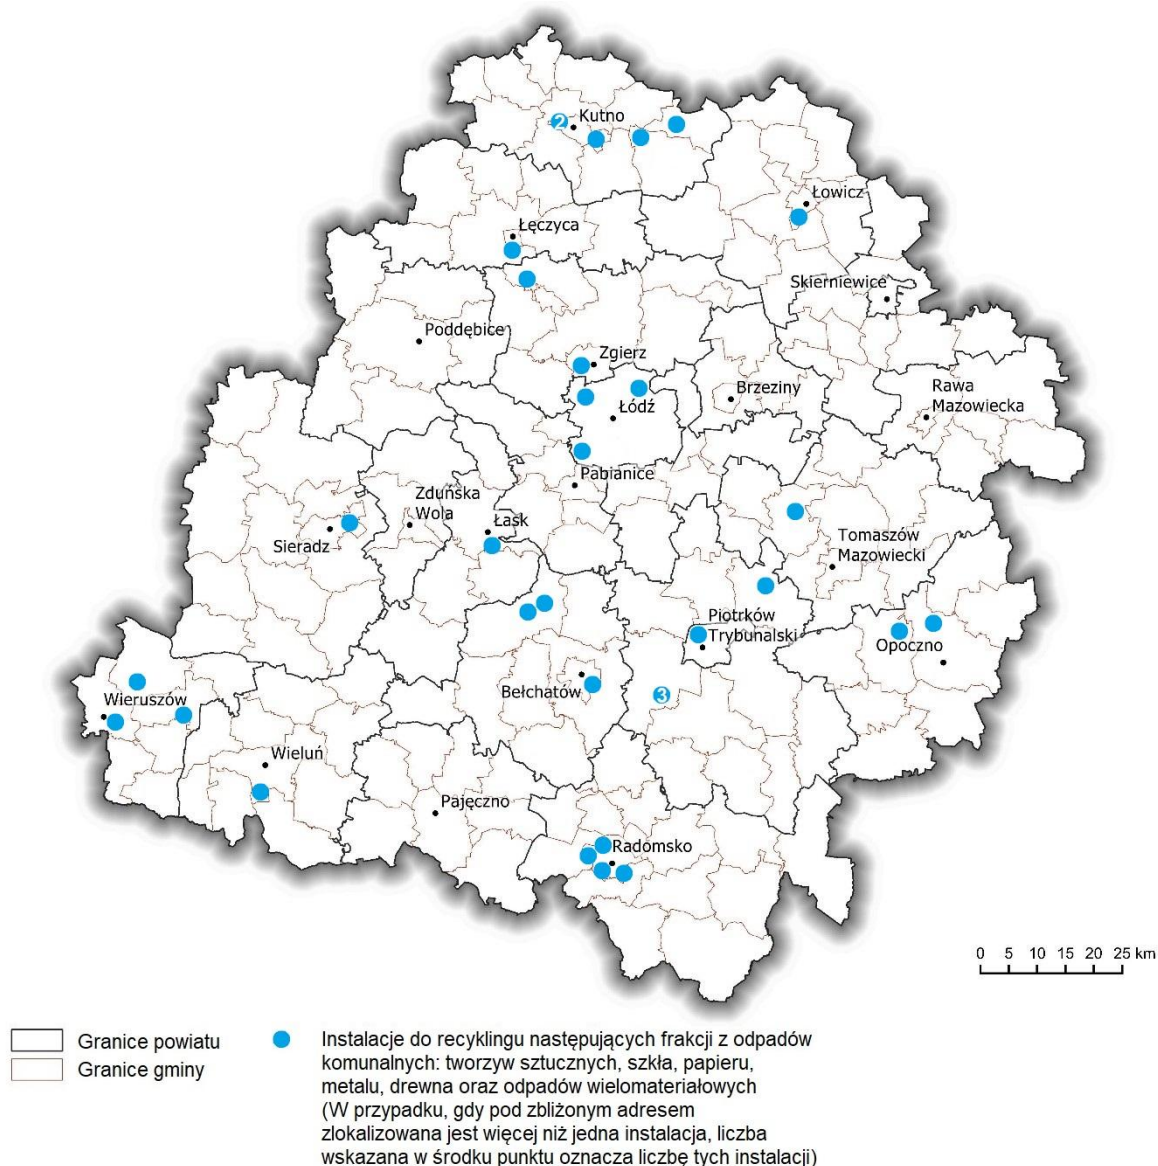 2
Kutno
Łowicz
Łęczyca
Skierniewice
Poddębice
Zgierz
Brzeziny
Rawa
Mazowiecka
Łódź
Pabianice
Zduńska
Wola
Łask
Sieradz
Tomaszów
Mazowiecki
Piotrków
Trybunalski
Opoczno
Bełchatów
3
Wieruszów
Wieluń
Pajęczno
Radomsko
0 5 10 15 20 25 km
Granice powiatu
Granice gminy
Instalacje do recyklingu następujących frakcji z odpadów
komunalnych: tworzyw sztucznych, szkła, papieru,
metalu, drewna oraz odpadów wielomateriałowych
(W przypadku, gdy pod zbliżonym adresem
zlokalizowana jest więcej niż jedna instalacja, liczba
wskazana w środku punktu oznacza liczbę tych instalacji)